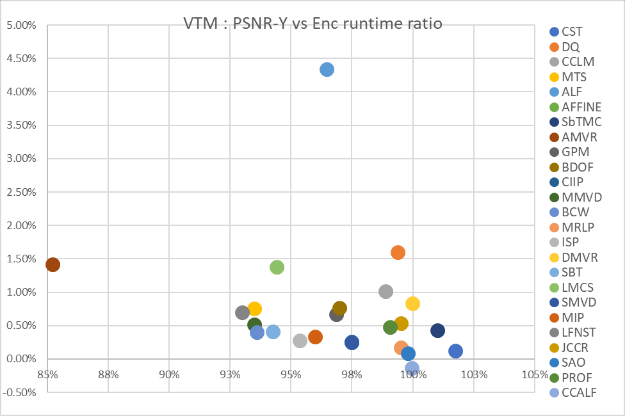 VTM : PSNR-Y vs Enc runtime ratio
5.00%
4.50%
4.00%
3.50%
3.00%
2.50%
2.00%
1.50%
1.00%
0.50%
0.00%
-0.50%
85% 88% 90% 93% 95% 98% 100% 103% 105%
CST
DQ
CCLM
MTS
ALF
AFFINE
SbTMC
AMVR
GPM
BDOF
CIIP
MMVD
BCW
MRLP
ISP
DMVR
SBT
LMCS
SMVD
MIP
LFNST
JCCR
SAO
PROF
CCALF